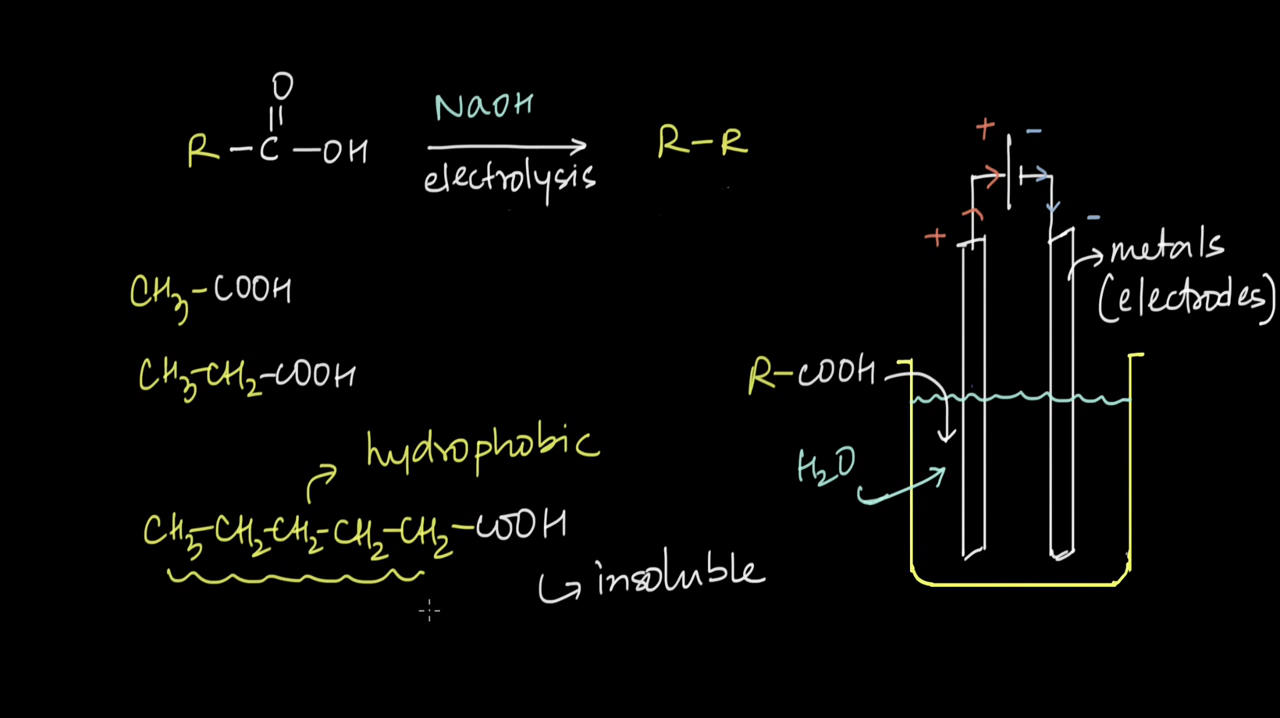 O
||
R-C-OH
NaOH
electrolysis
R-R
+ -
+ -
metals
(electrodes)
CH₃-COOH
CH₃-CH₂-COOH
R-COOH
H₂O
hydrophobic
CH₃-CH₂-CH₂-CH₂-CH₂-COOH
insoluble